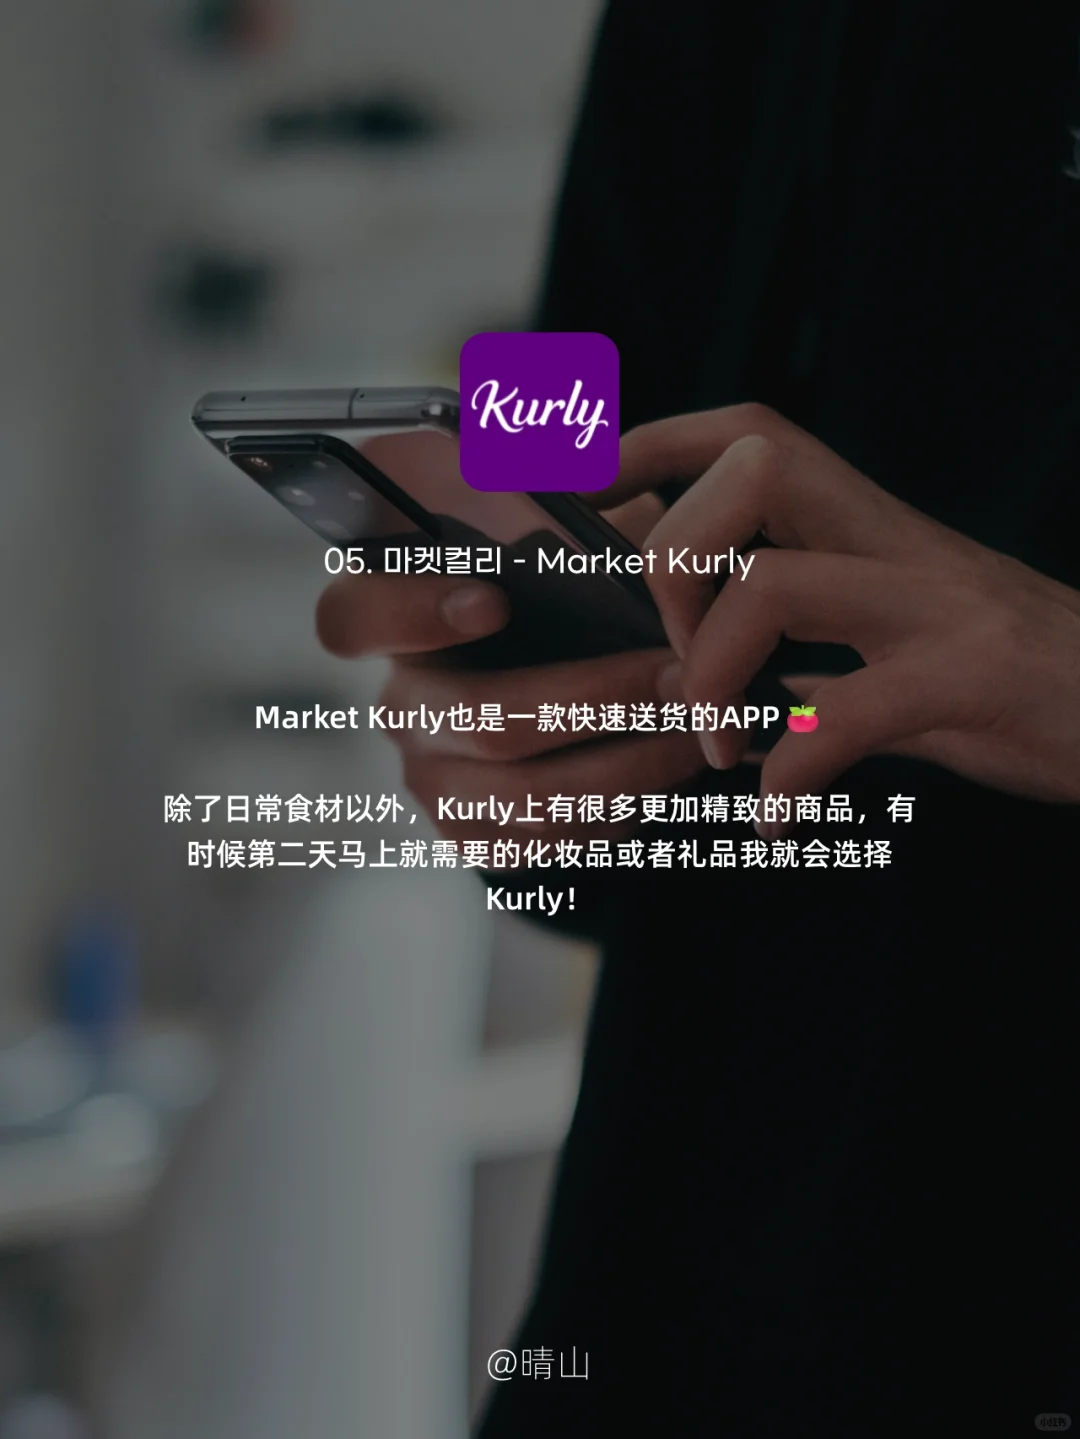 Kurly
05. 마켓컬리 - Market Kurly
Market Kurly也是一款快速送货的APP
除了日常食材以外，Kurly上有很多更加精致的商品，有
时候第二天马上就需要的化妆品或者礼品我就会选择
Kurly！
@晴山
小红书